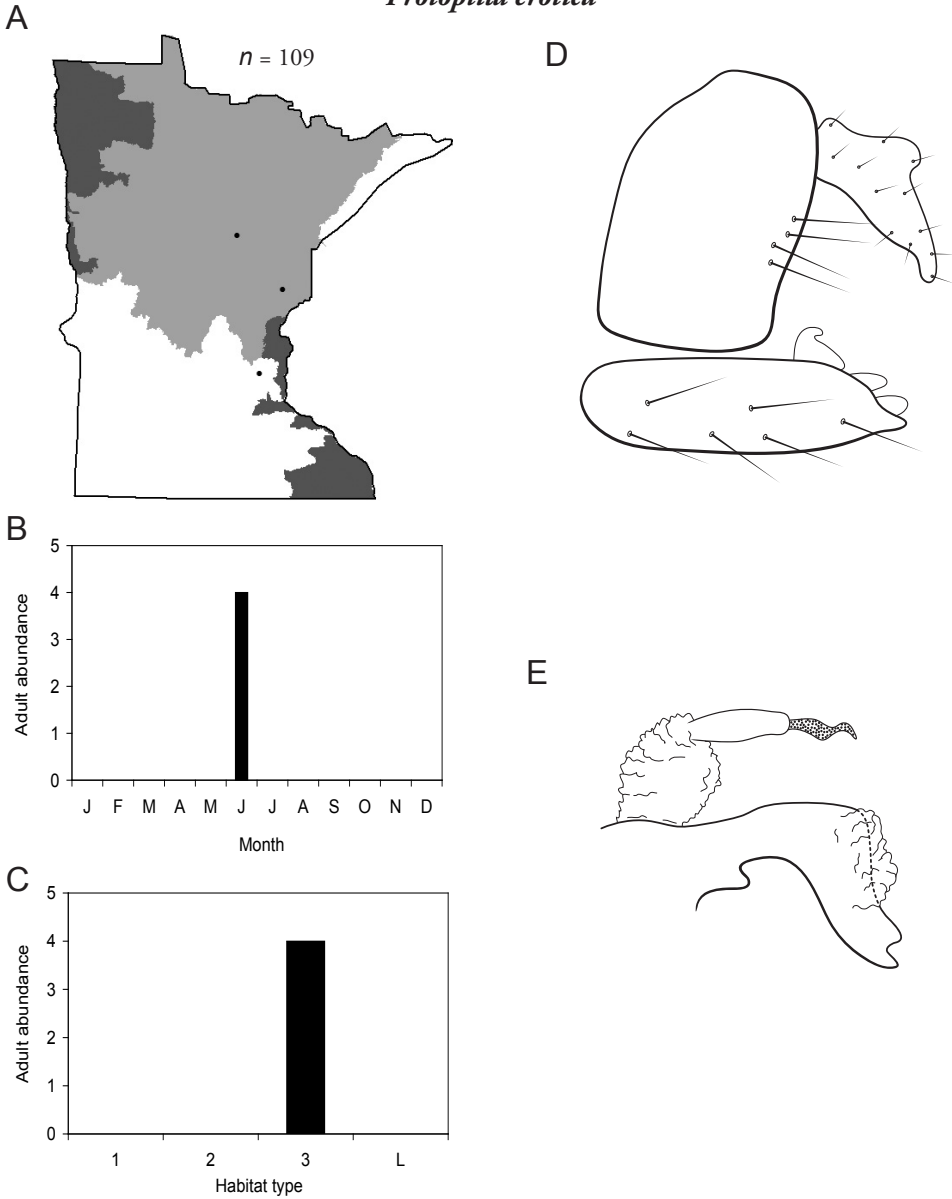 Protoptila erotica
A
n = 109
D
B
5
4
3
2
1
0
Adult abundance
J F M A M J J A S O N D
Month
E
C
5
4
3
2
1
0
Adult abundance
1 2 3 L
Habitat type